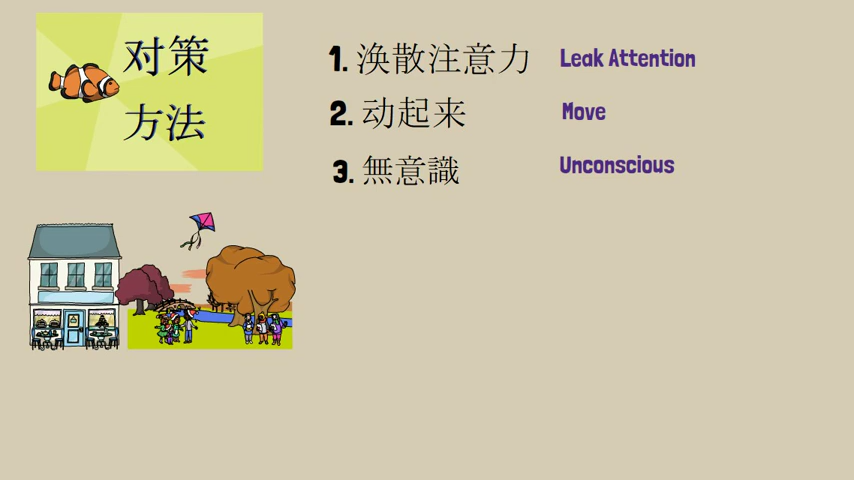 对策
方法
1. 涣散注意力 Leak Attention
2. 动起来 Move
3. 無意識 Unconscious